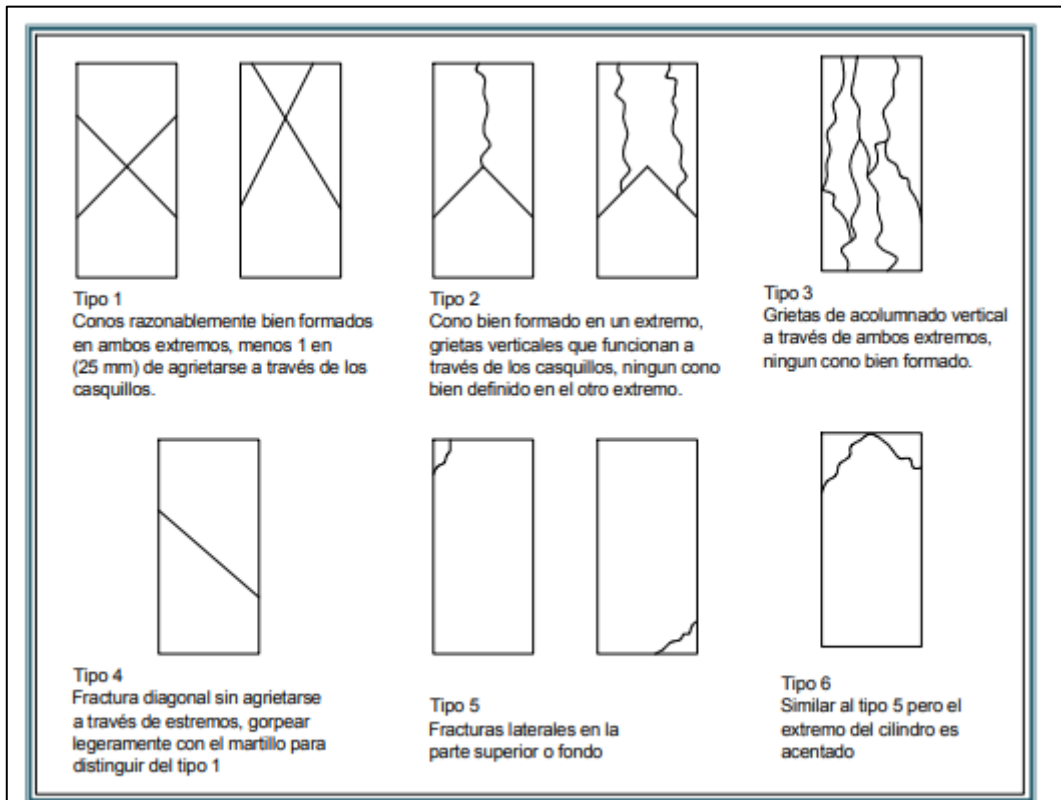 Tipo 1
Conos razonablemente bien formados
en ambos extremos, menos 1 en
(25 mm) de agrietarse a través de los
casquillos.
Tipo 2
Cono bien formado en un extremo,
grietas verticales que funcionan a
través de los casquillos, ningun cono
bien definido en el otro extremo.
Tipo 3
Grietas de acolumnado vertical
a través de ambos extremos,
ningun cono bien formado.
Tipo 4
Fractura diagonal sin agrietarse
a través de estremos, gorpear
legeramente con el martillo para
distinguir del tipo 1
Tipo 5
Fracturas laterales en la
parte superior o fondo
Tipo 6
Similar al tipo 5 pero el
extremo del cilindro es
acentado